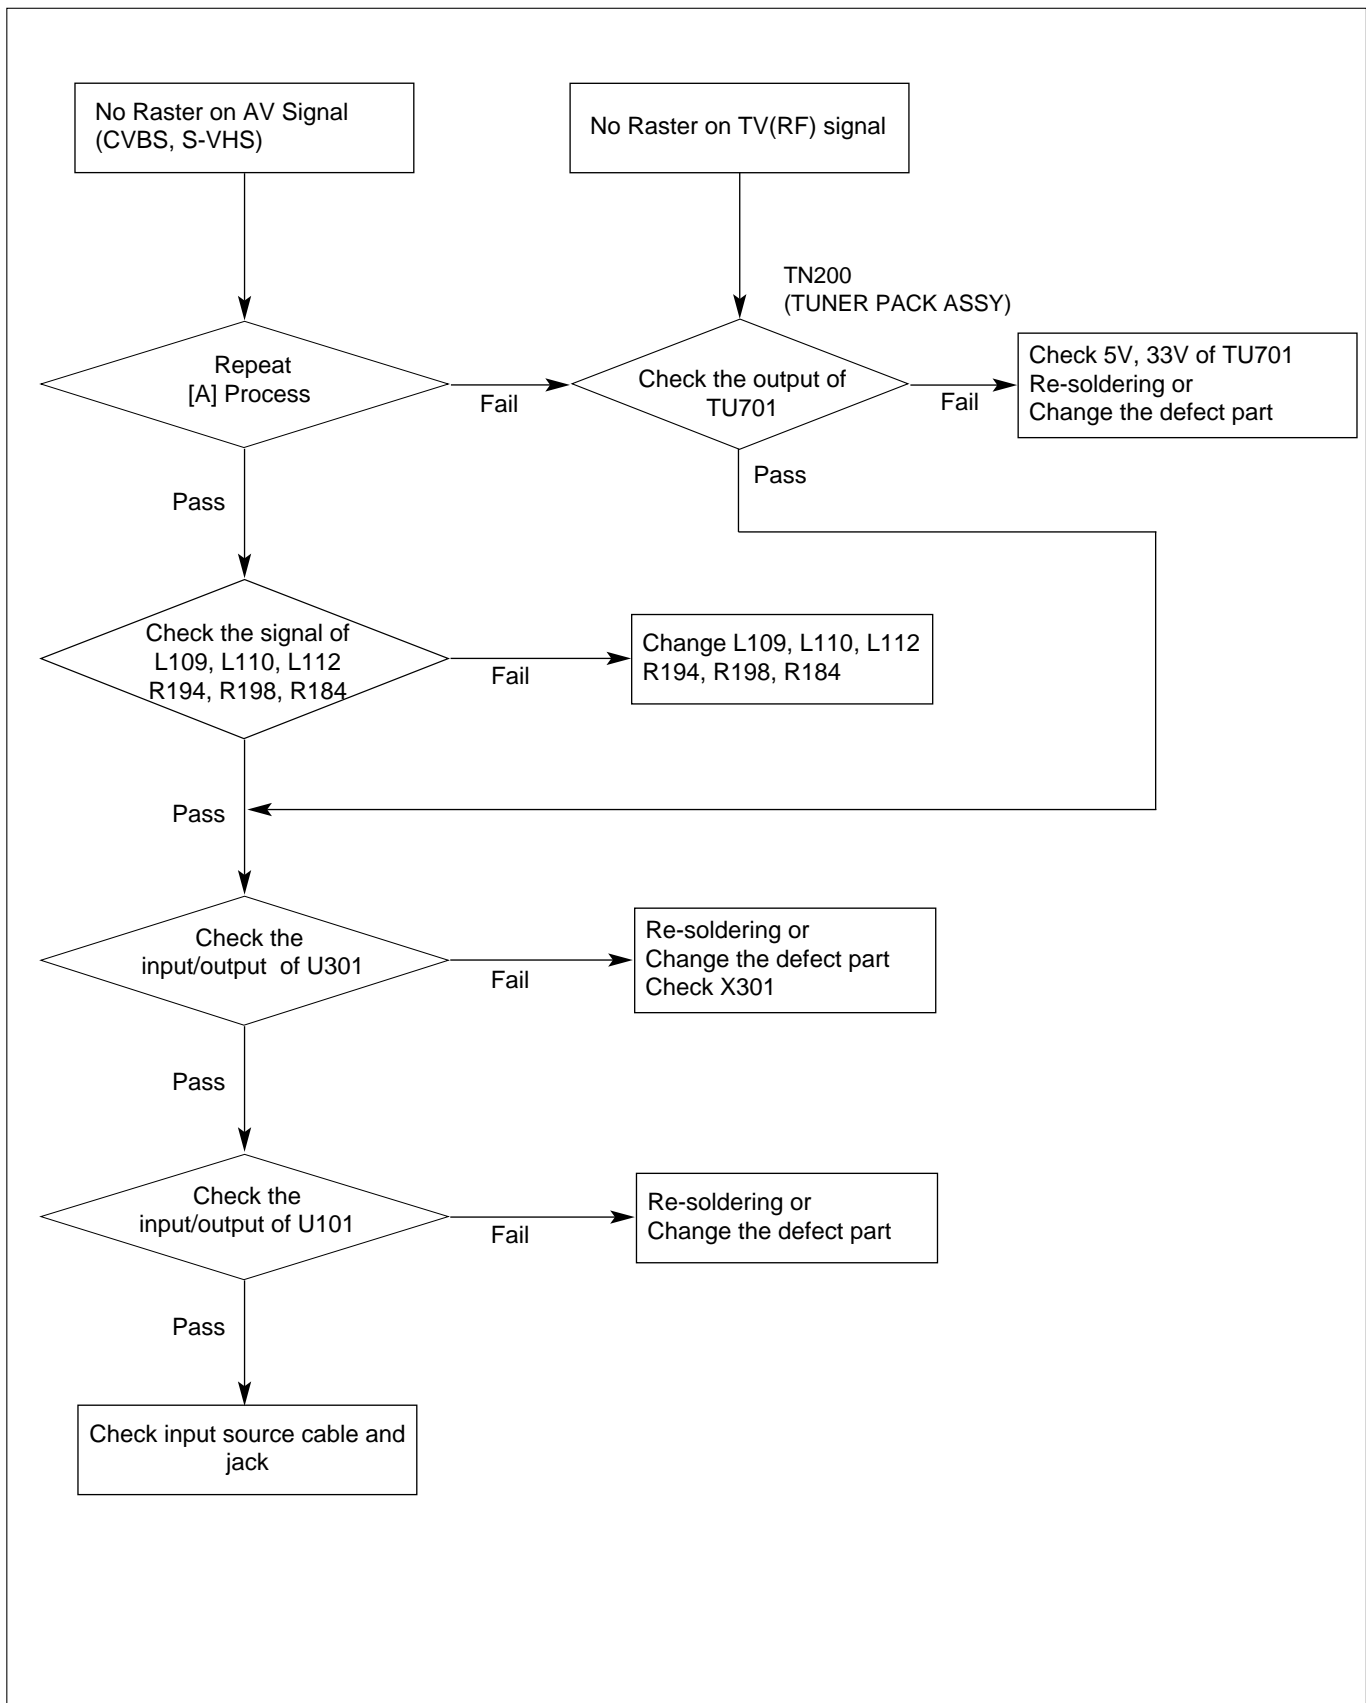 No Raster on AV Signal
(CVBS, S-VHS)
No Raster on TV(RF) signal
TN200
(TUNER PACK ASSY)
Repeat
[A] Process
Fail
Check the output of
TU701
Fail
Check 5V, 33V of TU701
Re-soldering or
Change the defect part
Pass
Pass
Check the signal of
L109, L110, L112
R194, R198, R184
Fail
Change L109, L110, L112
R194, R198, R184
Pass
Check the
input/output of U301
Fail
Re-soldering or
Change the defect part
Check X301
Pass
Check the
input/output of U101
Fail
Re-soldering or
Change the defect part
Pass
Check input source cable and
jack